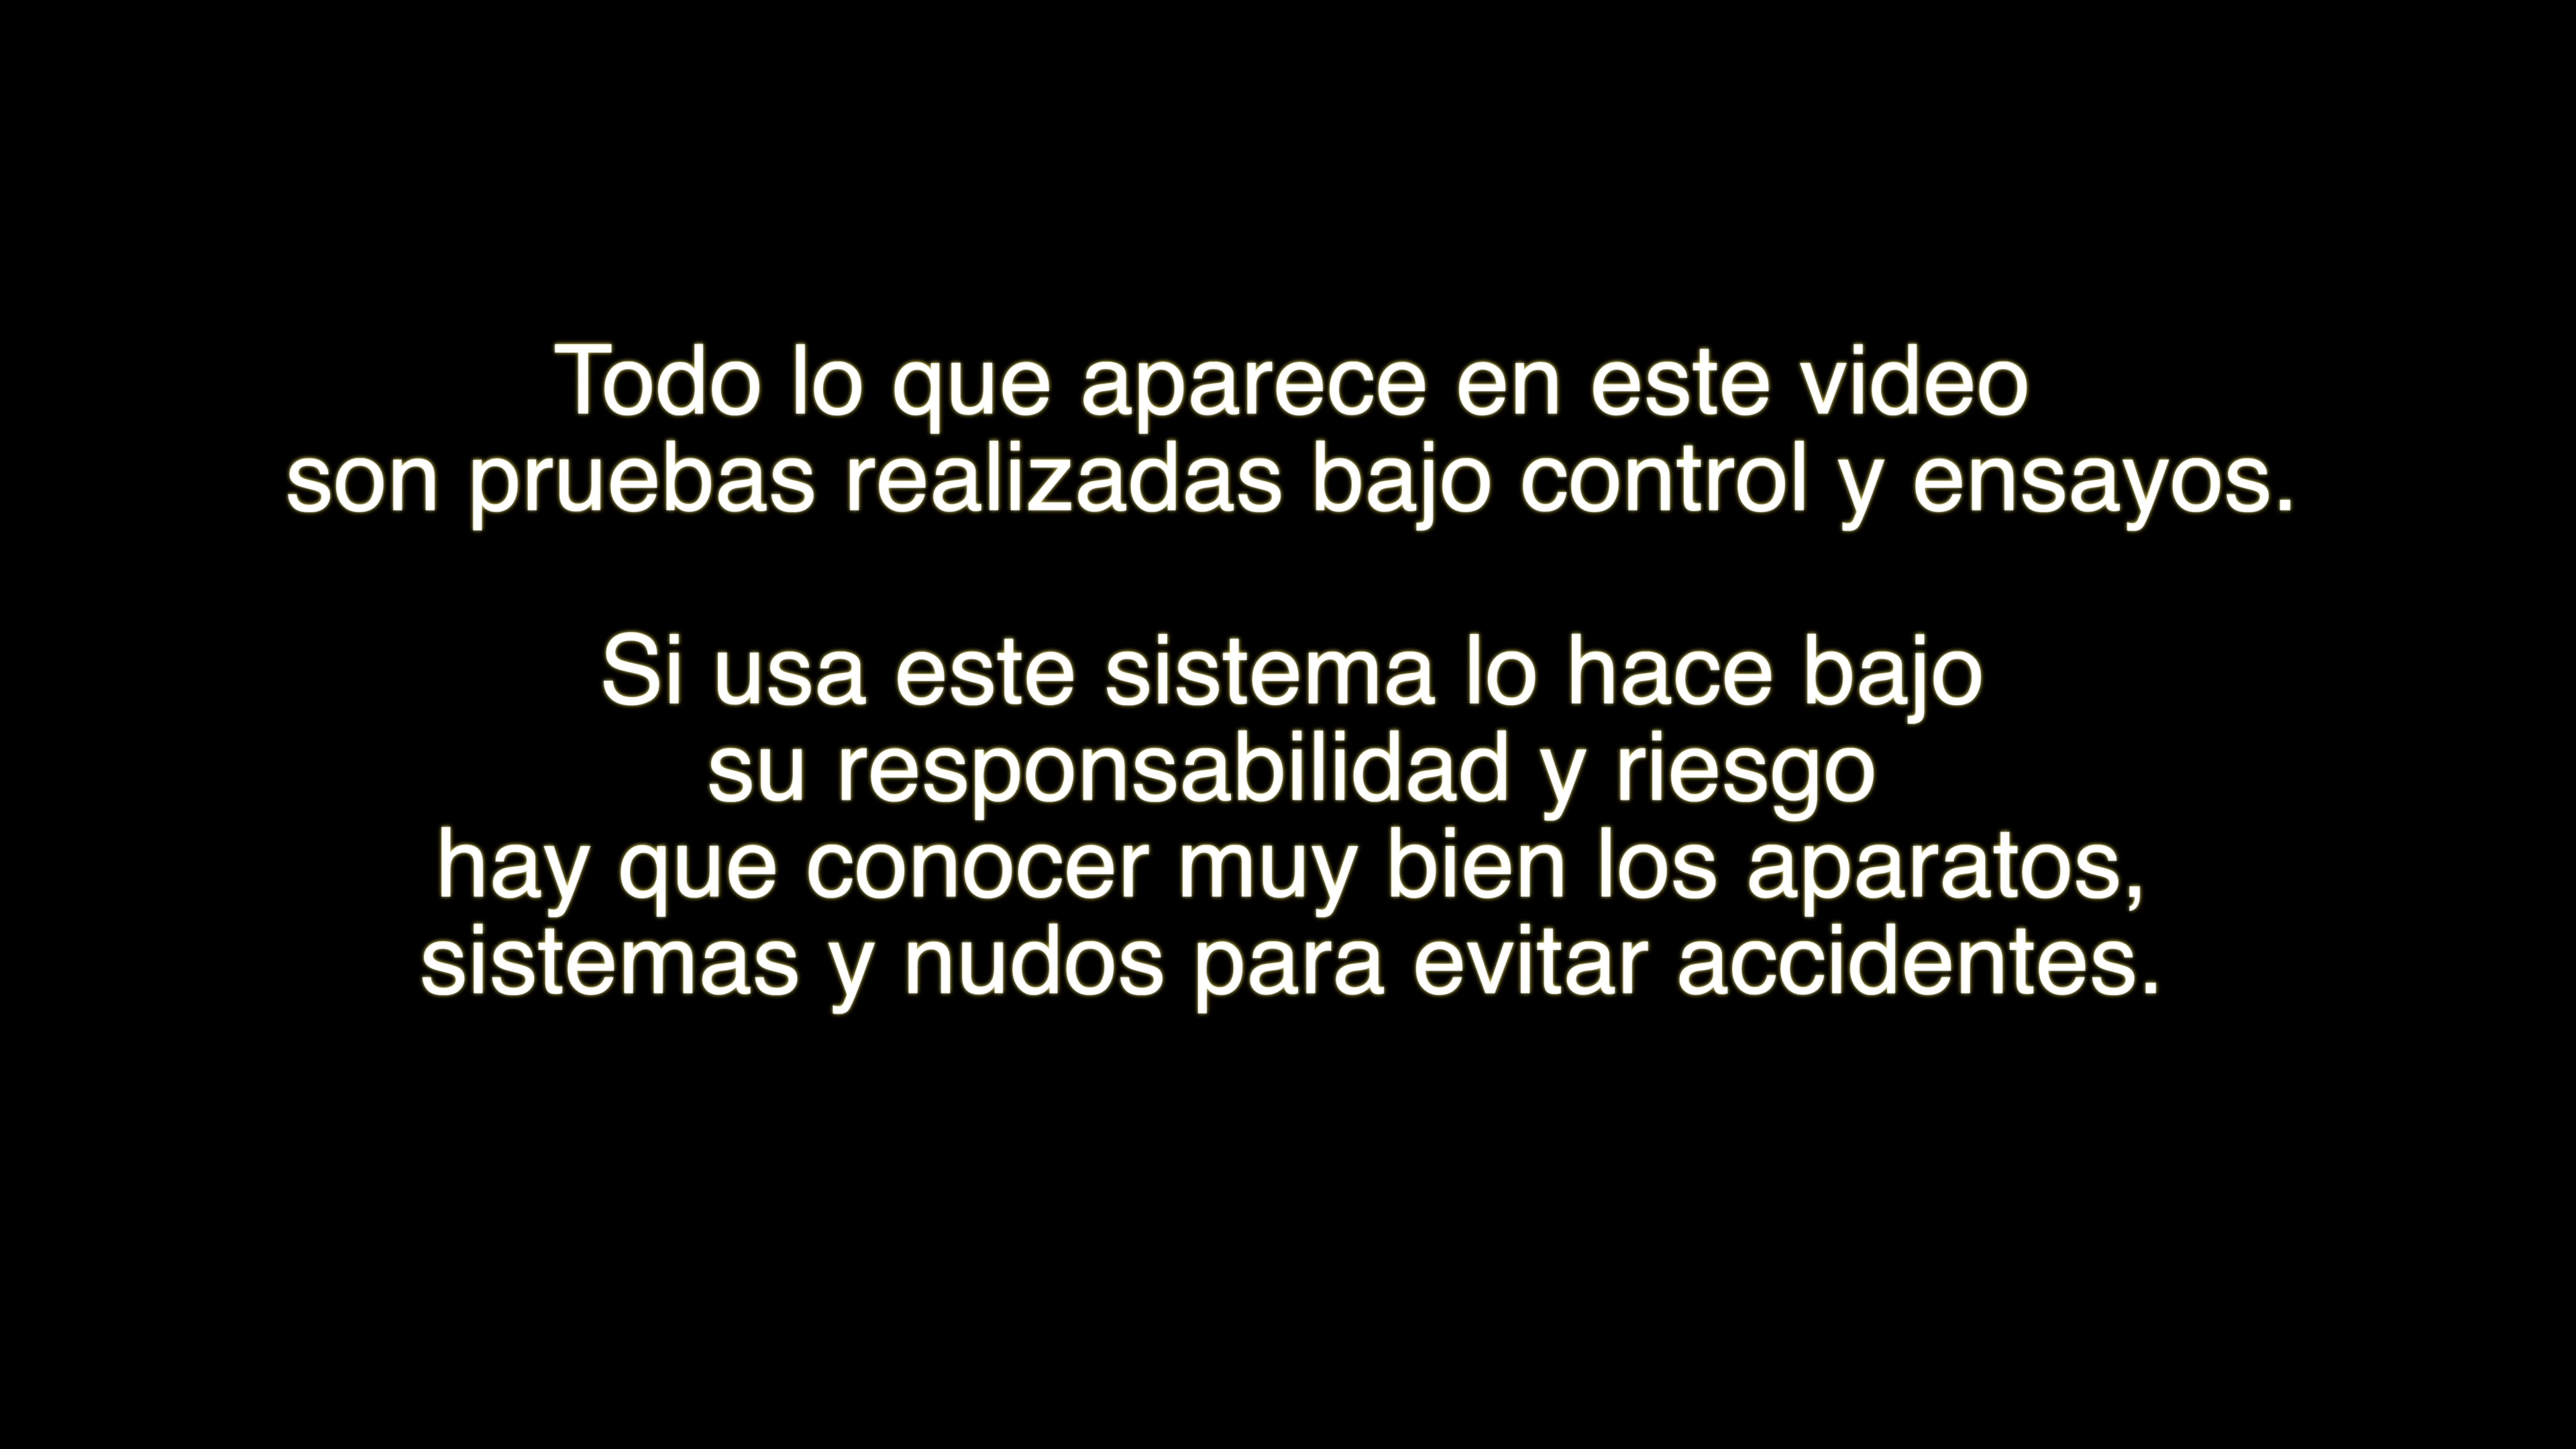 Todo lo que aparece en este video
son pruebas realizadas bajo control y ensayos.
Si usa este sistema lo hace bajo
su responsabilidad y riesgo
hay que conocer muy bien los aparatos,
sistemas y nudos para evitar accidentes.